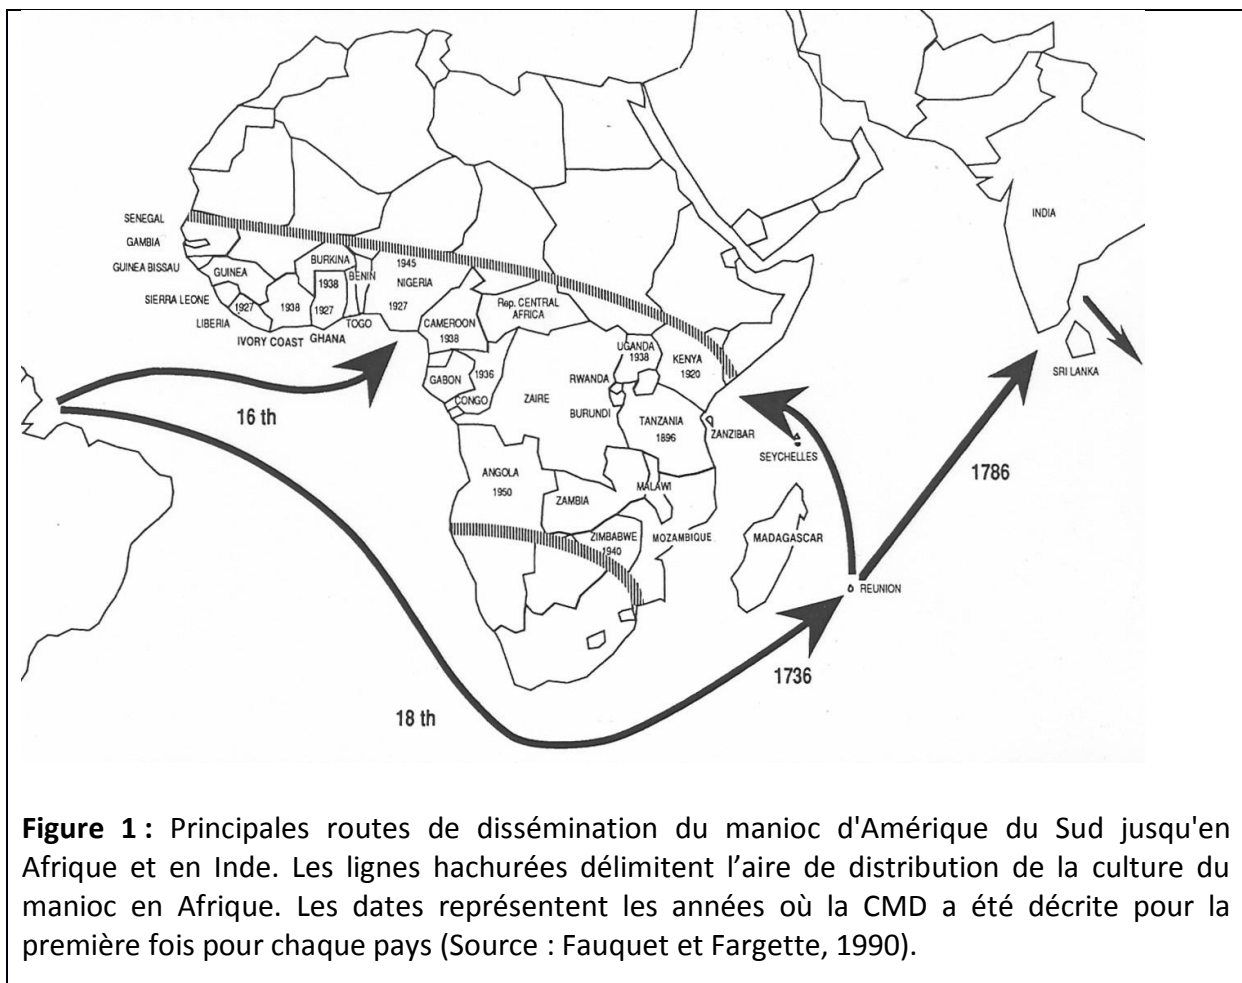 SENEGAL
GAMBIA
GUINEA BISSAU
GUINEA
SIERRA LEONE
1927
LIBERIA
IVORY COAST
1938
BURKINA
1938
1927
GHANA
BENIN
TOGO
1945
NIGERIA
1927
CAMEROON
1938
Rep. CENTRAL
AFRICA
GABON
1936
CONGO
ZAIRE
UGANDA
1938
KENYA
1920
RWANDA
BURUNDI
TANZANIA
1896
ZANZIBAR
SEYCHELLES
ANGOLA
1950
ZAMBIA
MALAWI
ZIMBABWE
1940
MOZAMBIQUE
MADAGASCAR
REUNION
INDIA
SRI LANKA
16 th
18 th
1736
1786
Figure 1 : Principales routes de dissémination du manioc d'Amérique du Sud jusqu'en
Afrique et en Inde. Les lignes hachurées délimitent l’aire de distribution de la culture du
manioc en Afrique. Les dates représentent les années où la CMD a été décrite pour la
première fois pour chaque pays (Source : Fauquet et Fargette, 1990).